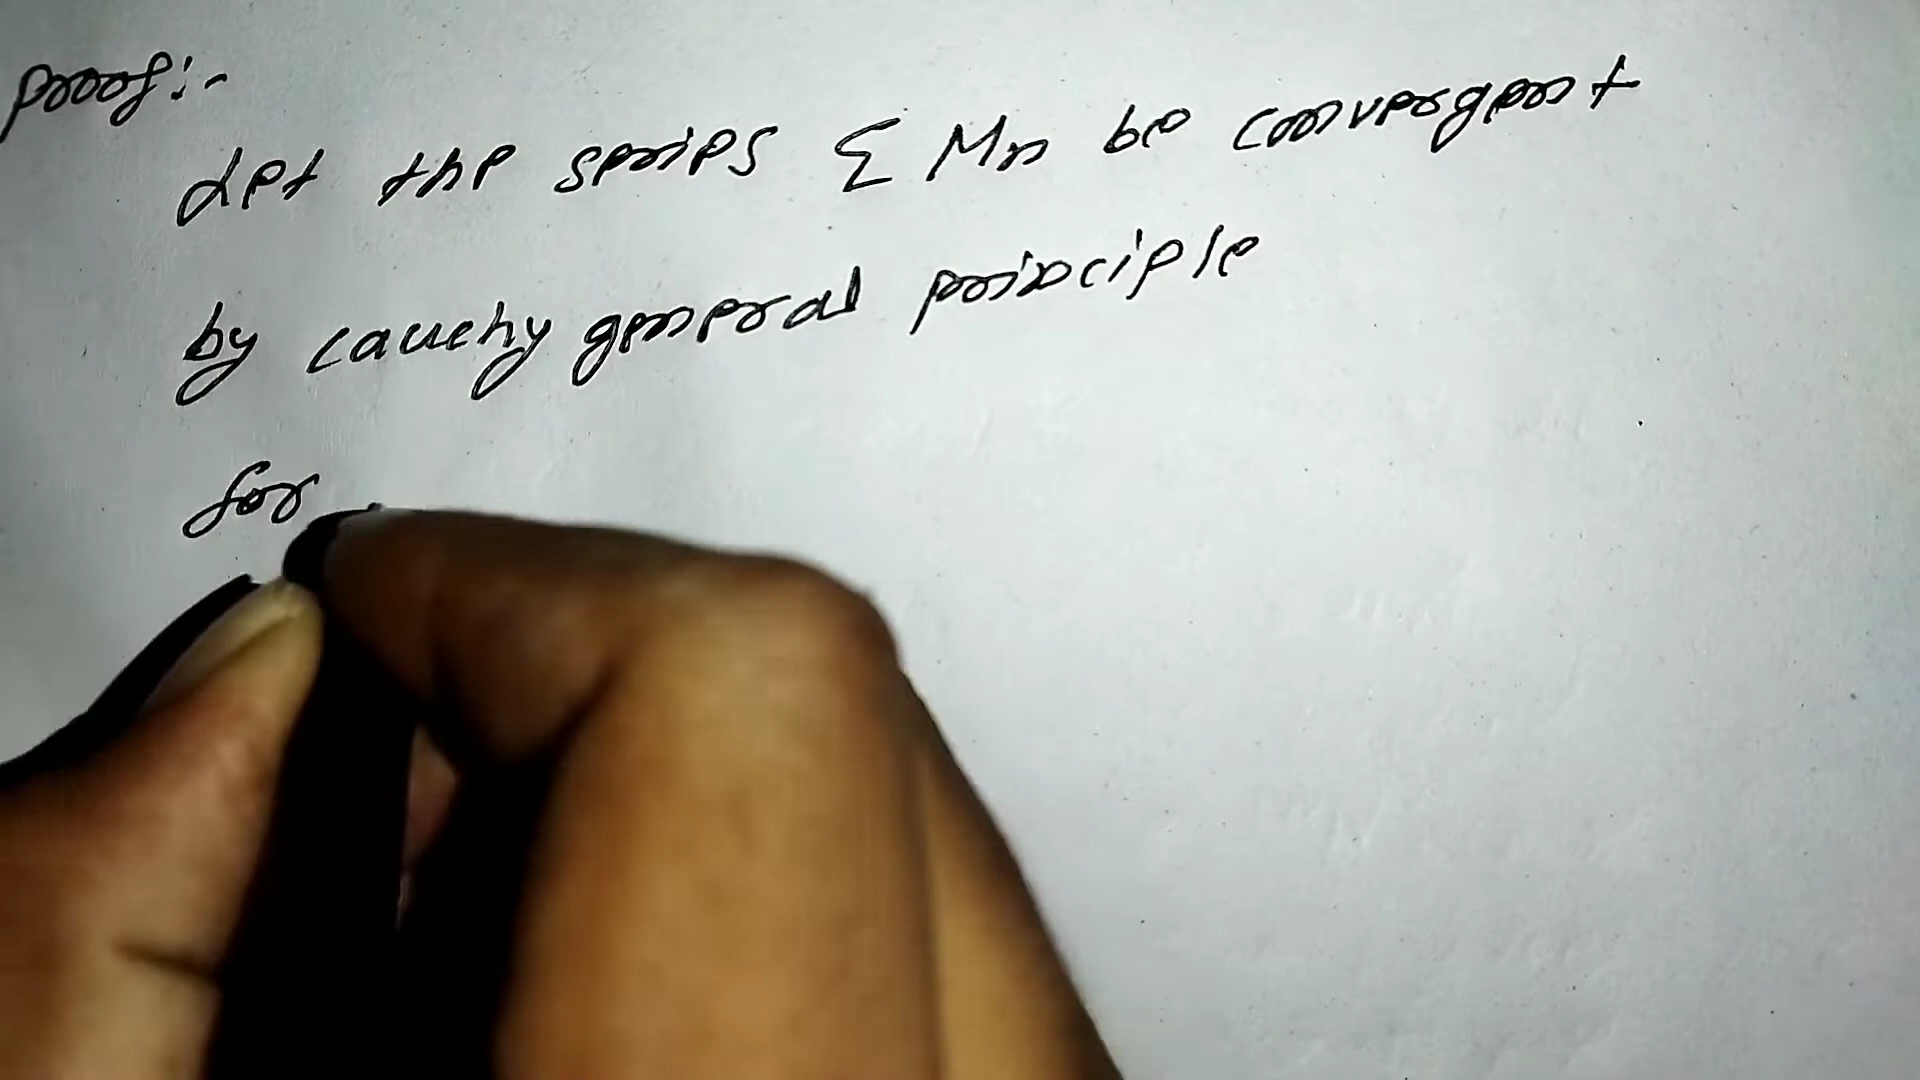 Proof:-
Let the series Σ Mn be convergent
by cauchy general principle
for